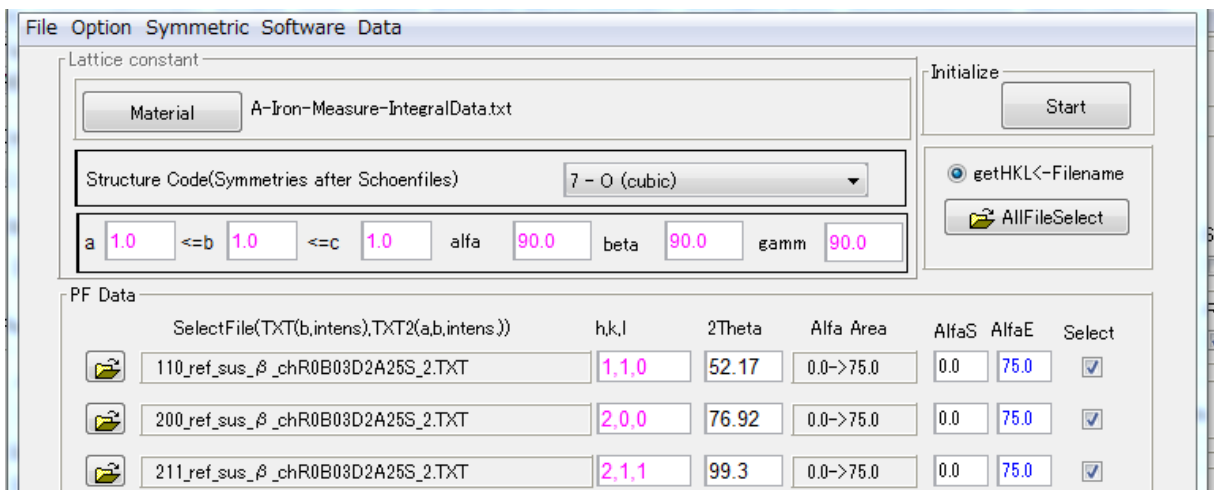 File Option Symmetric Software Data
Lattice constant
Initialize
Material A-Iron-Measure-IntegralData.txt
Start
Structure Code(Symmetries after Schoenfiles) 7 - O (cubic)
getHKL<-Filename
AllFileSelect
a 1.0 <=b 1.0 <=c 1.0 alfa 90.0 beta 90.0 gamm 90.0
PF Data
SelectFile(TXT(b,intens),TXT2(a,b,intens.)) h,k,l 2Theta Alfa Area AlfaS AlfaE Select
110_ref_sus_β_chR0B03D2A25S_2.TXT 1,1,0 52.17 0.0->75.0 0.0 75.0
200_ref_sus_β_chR0B03D2A25S_2.TXT 2,0,0 76.92 0.0->75.0 0.0 75.0
211_ref_sus_β_chR0B03D2A25S_2.TXT 2,1,1 99.3 0.0->75.0 0.0 75.0